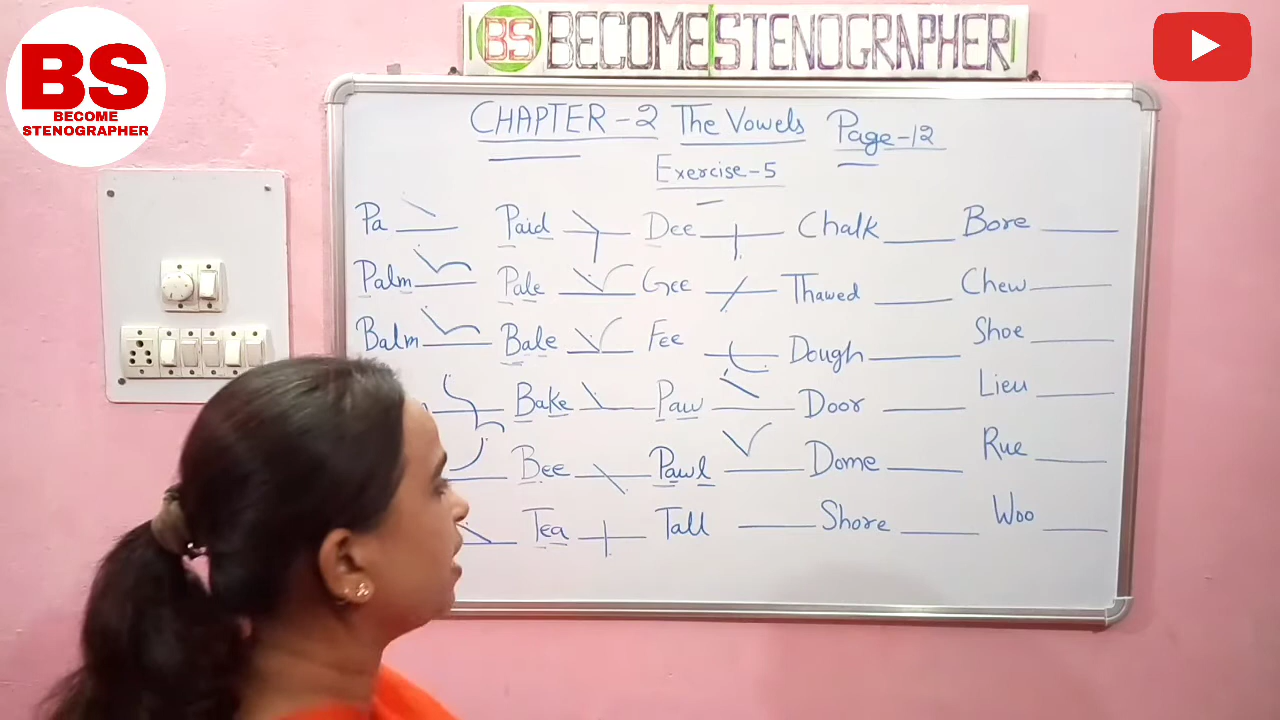 BS
BECOME
STENOGRAPHER
BS BECOME STENOGRAPHER
CHAPTER-2 The Vowels Page-12
Exercise-5
Pa Paid Dee Chalk Bore
Palm Pale Gee Thawed Chew
Balm Bale Fee Dough Shoe
Bake Paw Door Lieu
Bee Pawl Dome Rue
Tea Tall Shore Woo